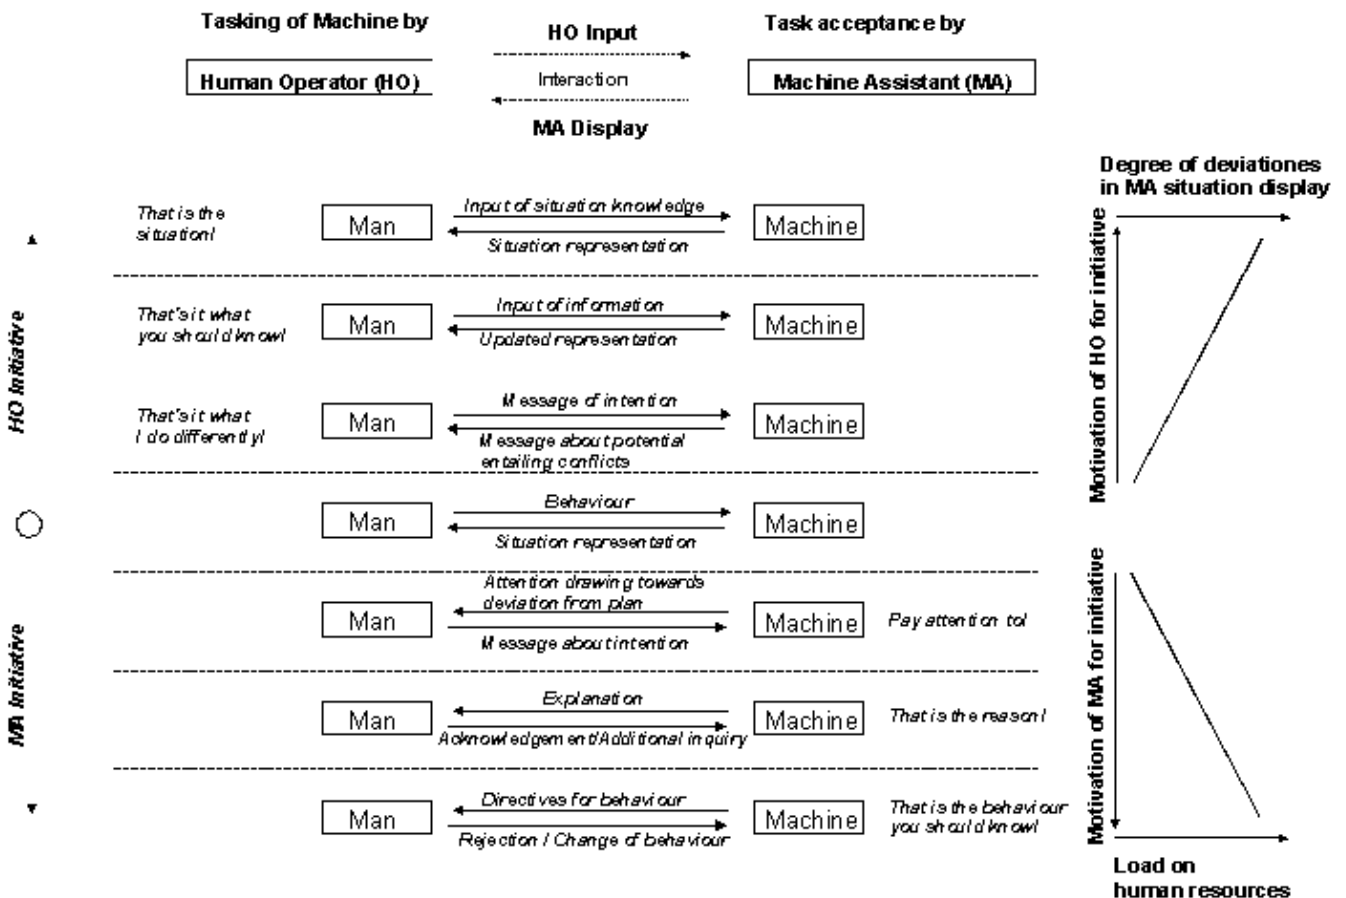 Tasking of Machine by
HO Input
Task acceptance by
Human Operator (HO)
Interaction
Machine Assistant (MA)
MA Display
Degree of deviationes
in MA situation display
That is the
situation!
Man
Input of situation knowledge
Situation representation
Machine
That's it what
you should know!
Man
Input of information
Updated representation
Machine
That's it what
I do differently!
Man
Message of intention
Message about potential
entailing conflicts
Machine
Man
Behaviour
Situation representation
Machine
Man
Attention drawing towards
deviation from plan
Message about intention
Machine
Pay attention to!
Man
Explanation
Acknowledgement/Additional inquiry
Machine
That is the reason!
Man
Directives for behaviour
Rejection / Change of behaviour
Machine
That is the behaviour
you should know!
HO Initiative
MA Initiative
Motivation of HO for initiative
Motivation of MA for initiative
Load on
human resources